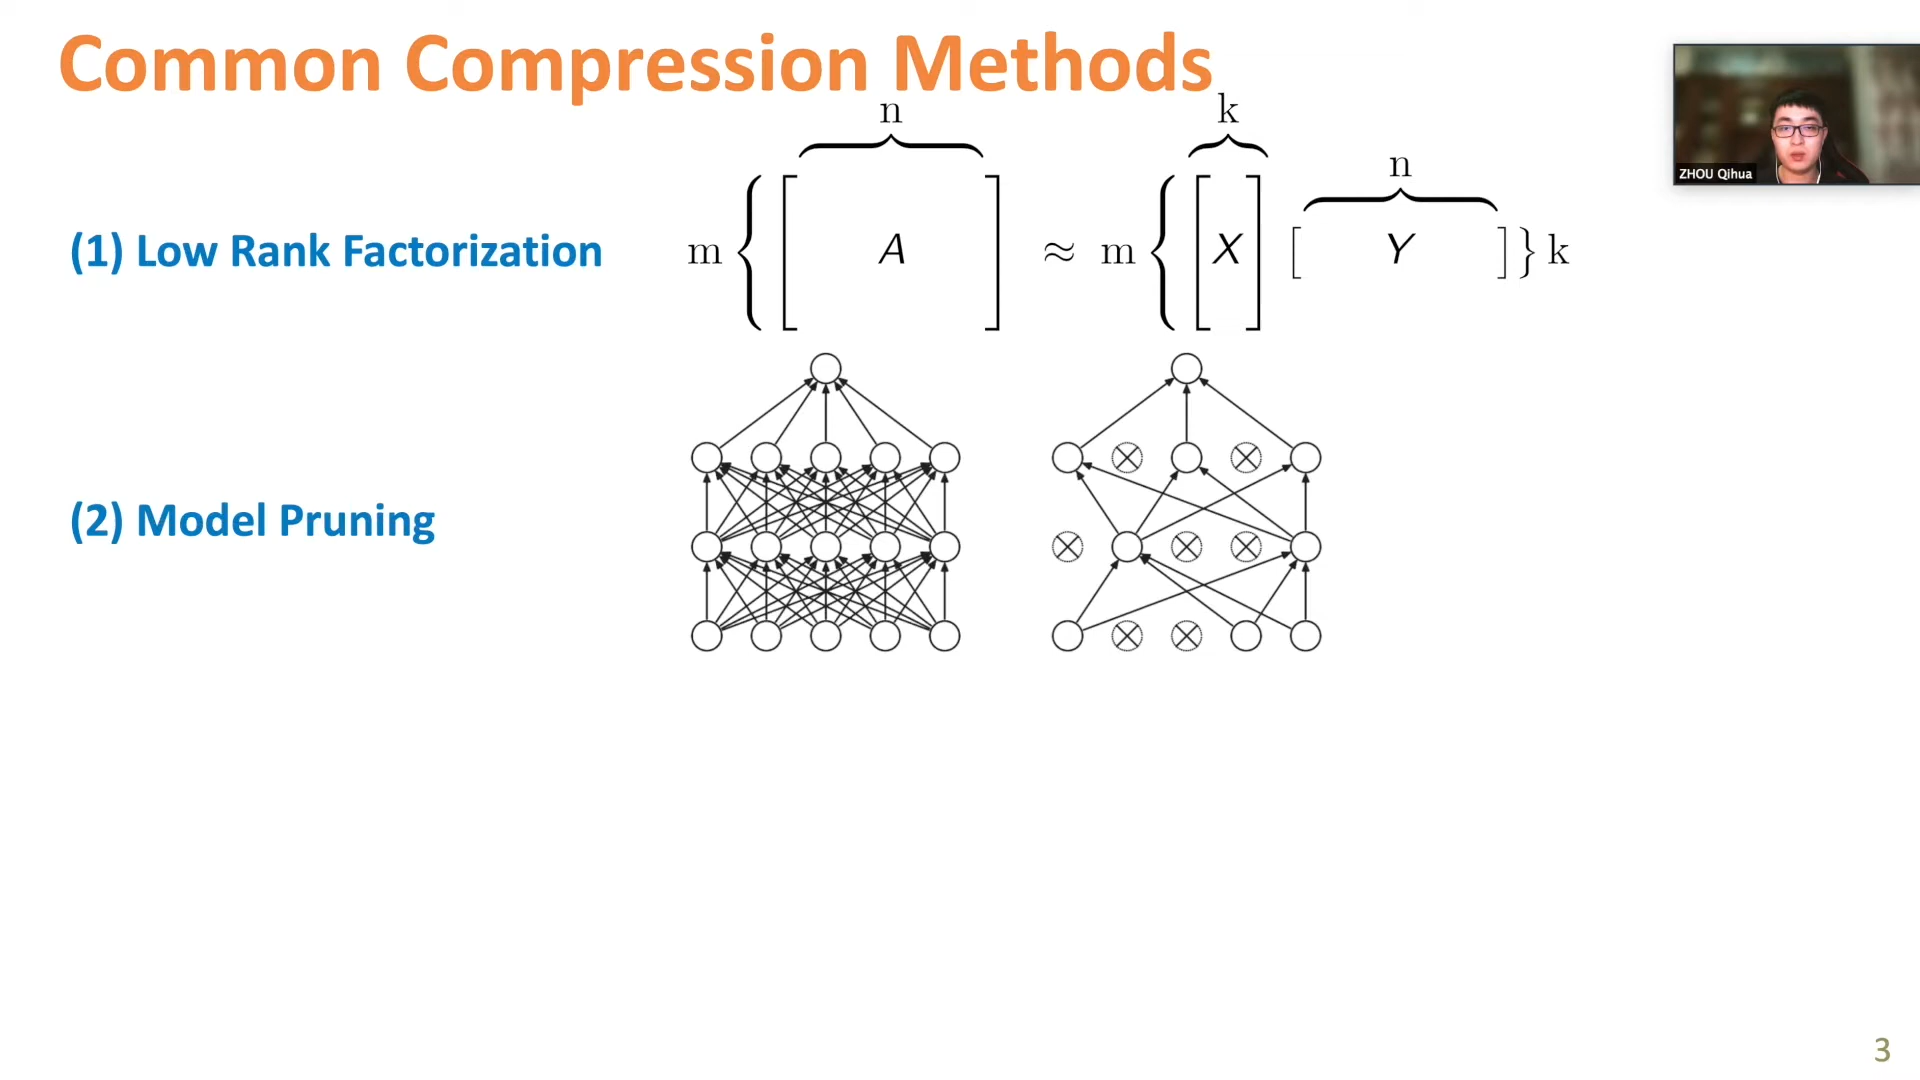 Common Compression Methods
n
k
n
(1) Low Rank Factorization
m { [ A ] ≈ m { [ X ] [ Y ] } k
ZHOU Qihua
(2) Model Pruning
3